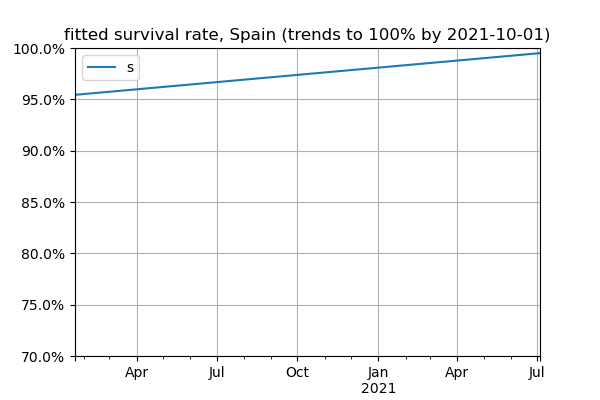 fitted survival rate, Spain (trends to 100% by 2021-10-01)
100.0%
s
95.0%
90.0%
85.0%
80.0%
75.0%
70.0%
Apr Jul Oct Jan Apr Jul
2021